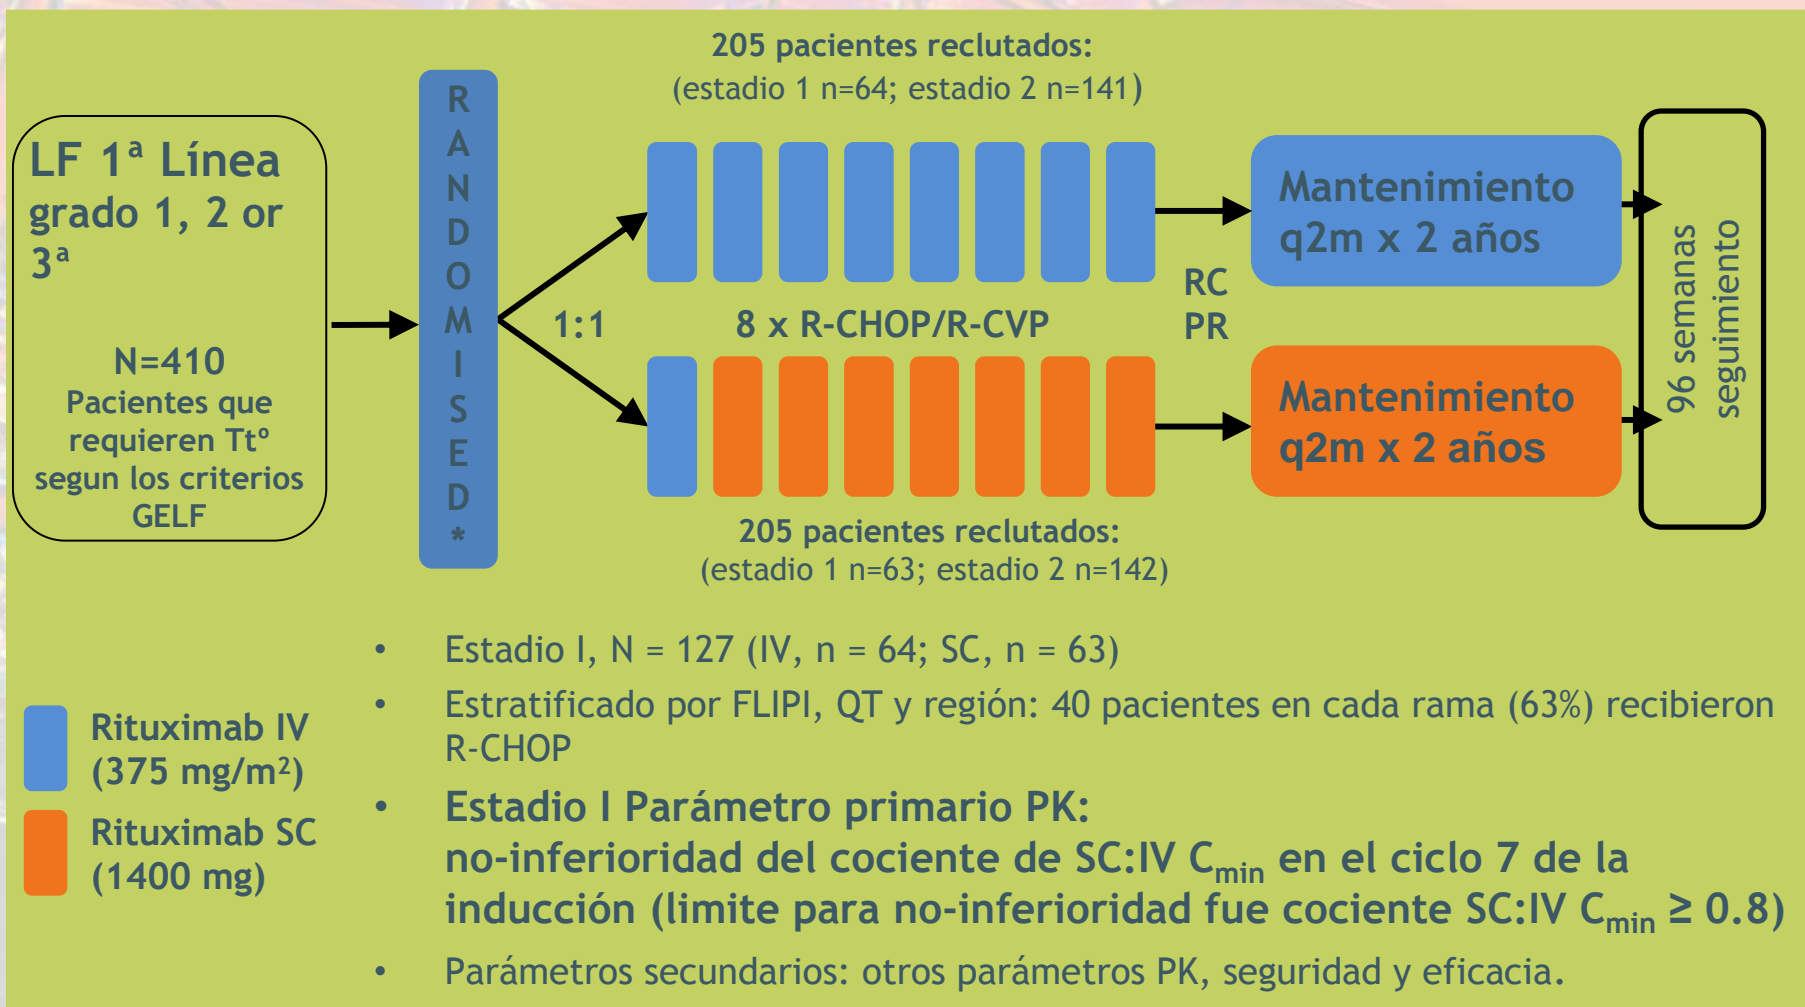 205 pacientes reclutados:
(estadio 1 n=64; estadio 2 n=141)
LF 1ª Línea
grado 1, 2 or
3ª
N=410
Pacientes que
requieren Ttº
segun los criterios
GELF
R
A
N
D
O
M
I
S
E
D
*
1:1
8 x R-CHOP/R-CVP
RC
PR
Mantenimiento
q2m x 2 años
Mantenimiento
q2m x 2 años
96 semanas
seguimiento
205 pacientes reclutados:
(estadio 1 n=63; estadio 2 n=142)
Rituximab IV
(375 mg/m²)
Rituximab SC
(1400 mg)
• Estadio I, N = 127 (IV, n = 64; SC, n = 63)
• Estratificado por FLIPI, QT y región: 40 pacientes en cada rama (63%) recibieron
R-CHOP
• Estadio I Parámetro primario PK:
no-inferioridad del cociente de SC:IV Cmin en el ciclo 7 de la
inducción (limite para no-inferioridad fue cociente SC:IV Cmin ≥ 0.8)
• Parámetros secundarios: otros parámetros PK, seguridad y eficacia.